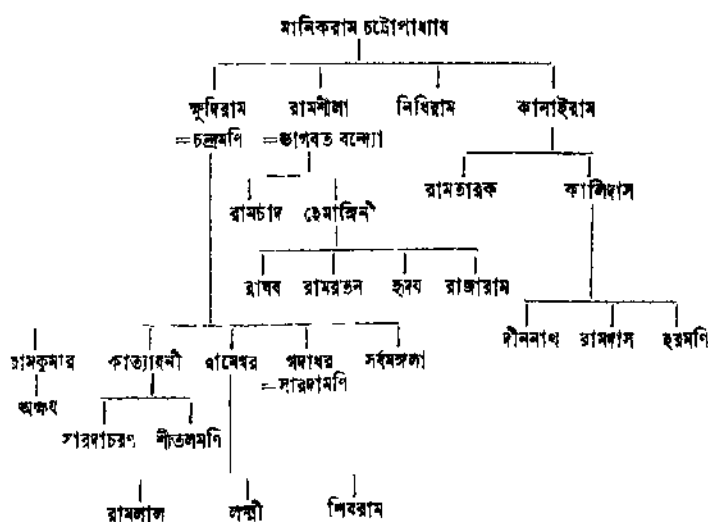 মানিকরাম চট্টোপাধ্যায়
ক্ষুদিরাম রামশীলা নিধিরাম কানাইরাম
=চন্দ্রমণি =ভাগবত বন্দ্যো
রামতারক কালিদাস
রামচাঁদ হেমাঙ্গিনী
রাঘব রামরতন হৃদয় রাজারাম
দীননাথ রামদাস হরমণি
রামকুমার কাত্যায়নী রামেশ্বর গদাধর সর্বমঙ্গলা
=সারদামণি
অক্ষয়
সারদাচরণ শীতলমণি
রামলাল লক্ষ্মী শিবরাম